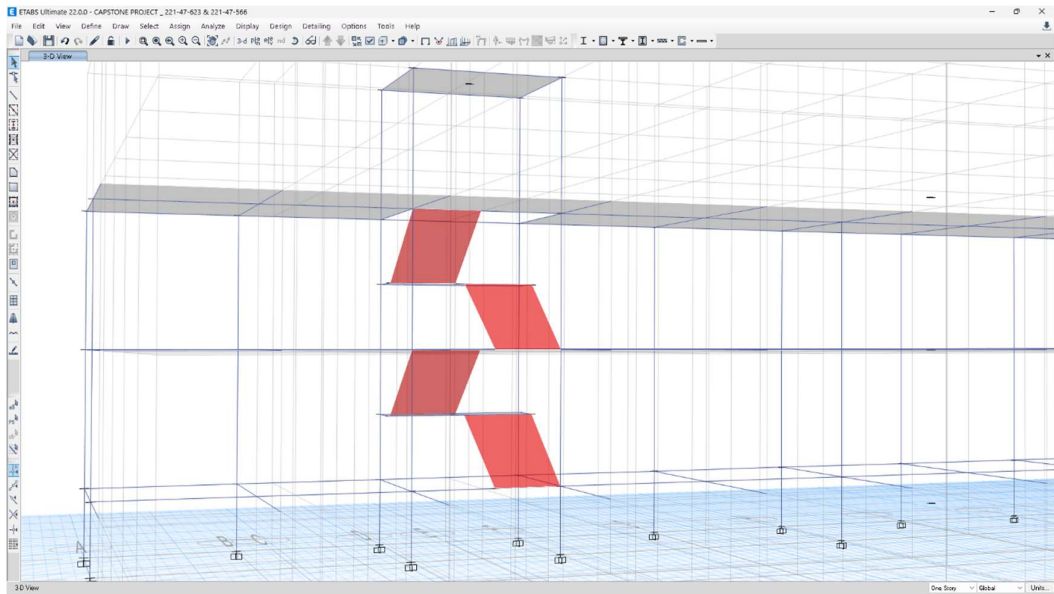 ETABS Ultimate 22.0.0 - CAPSTONE PROJECT _ 221-47-623 & 221-47-566
File Edit View Define Draw Select Assign Analyze Display Design Detailing Options Tools Help
3-d
3-D View
A
B
C
3-D View
One Story Global Units...